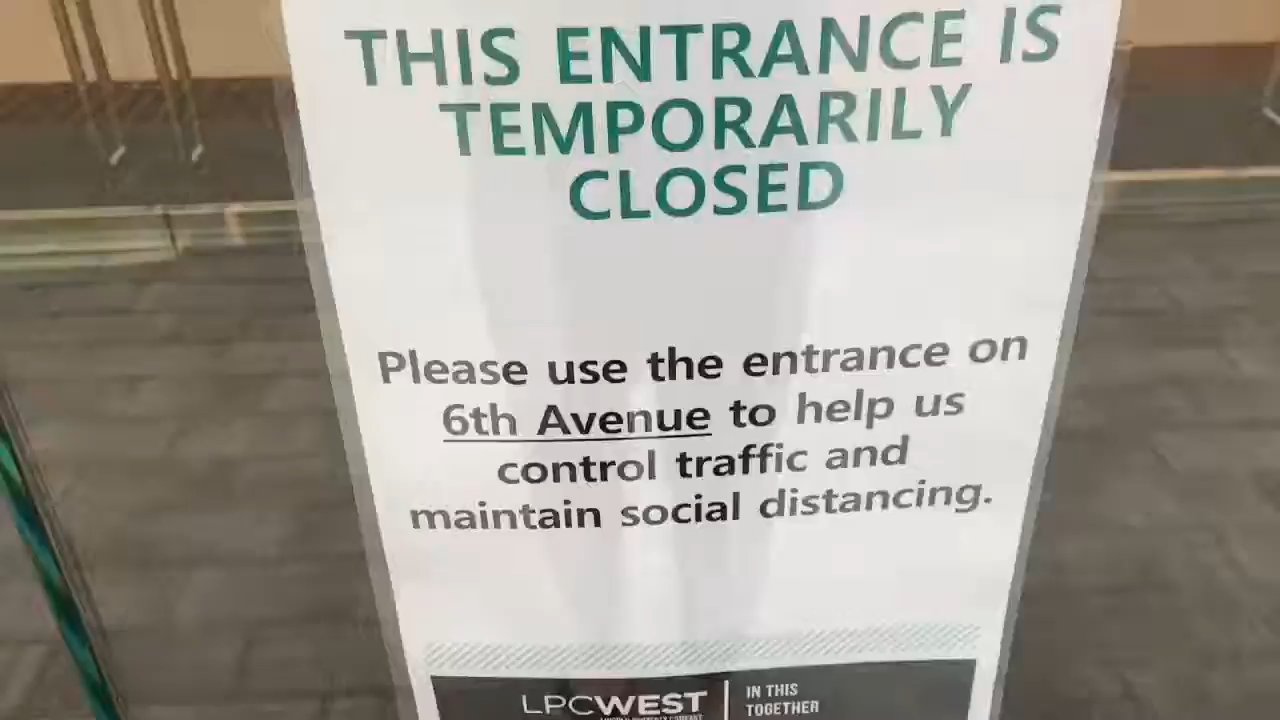 THIS ENTRANCE IS
TEMPORARILY
CLOSED
Please use the entrance on
6th Avenue to help us
control traffic and
maintain social distancing.
LPCWEST
IN THIS
TOGETHER